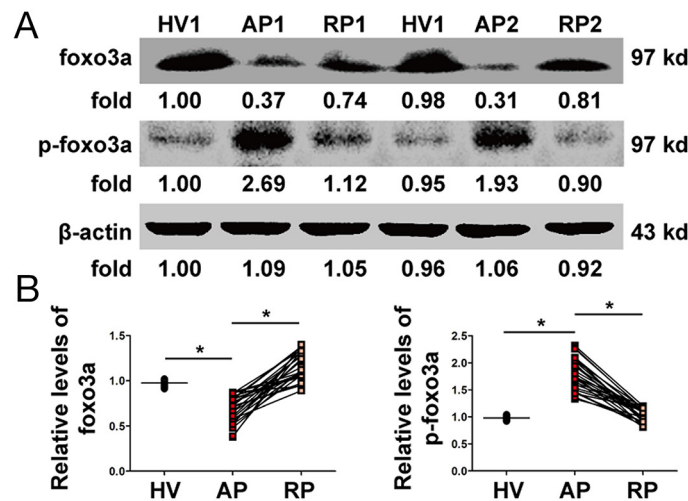 A
HV1 AP1 RP1 HV1 AP2 RP2
foxo3a 97 kd
fold 1.00 0.37 0.74 0.98 0.31 0.81
p-foxo3a 97 kd
fold 1.00 2.69 1.12 0.95 1.93 0.90
β-actin 43 kd
fold 1.00 1.09 1.05 0.96 1.06 0.92
B
Relative levels of
foxo3a
1.5
1.0
0.5
0.0
* *
HV AP RP
Relative levels of
p-foxo3a
2.5
2.0
1.5
1.0
0.5
0.0
* *
HV AP RP